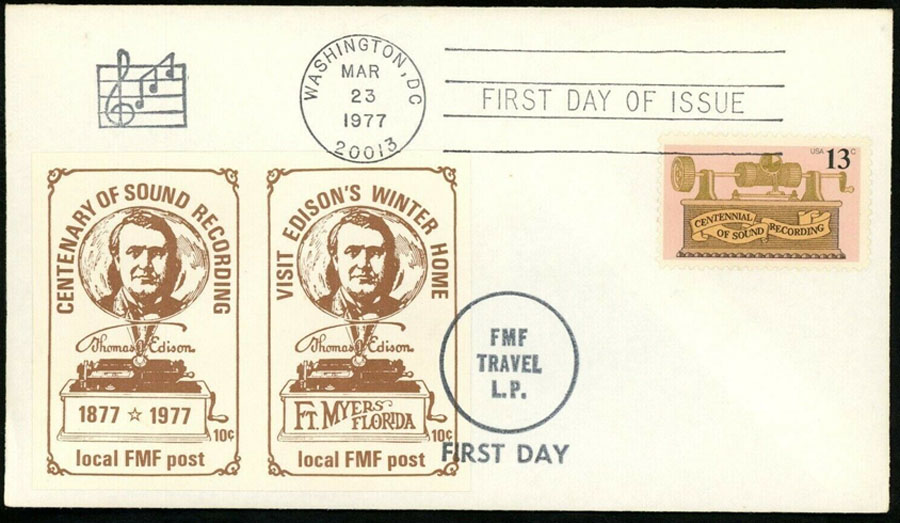 WASHINGTON, DC
MAR
23
1977
20013
FIRST DAY OF ISSUE
USA 13c
CENTENNIAL
OF SOUND RECORDING
CENTENARY OF SOUND RECORDING
Thomas A Edison
1877 ☆ 1977
10¢
local FMF post
VISIT EDISON'S WINTER HOME
Thomas A Edison
FT. MYERS
FLORIDA
10¢
local FMF post
FMF
TRAVEL
L.P.
FIRST DAY